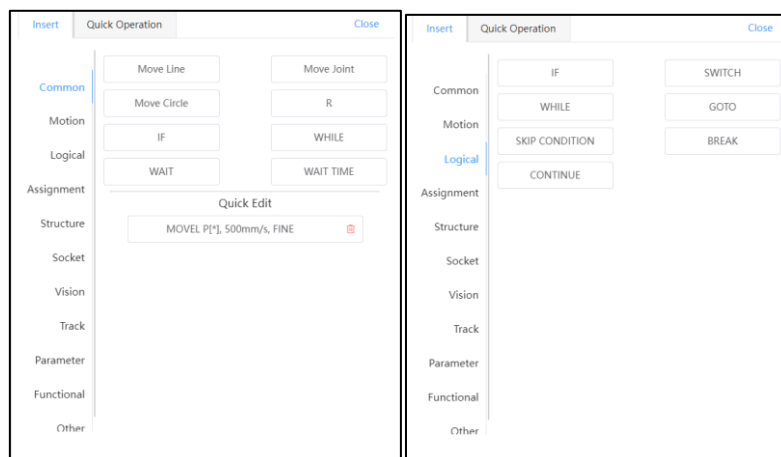 Insert Quick Operation Close
Common
Motion
Logical
Assignment
Structure
Socket
Vision
Track
Parameter
Functional
Other
Move Line Move Joint
Move Circle R
IF WHILE
WAIT WAIT TIME
Quick Edit
MOVEL P[*], 500mm/s, FINE
Insert Quick Operation Close
Common
Motion
Logical
Assignment
Structure
Socket
Vision
Track
Parameter
Functional
Other
IF SWITCH
WHILE GOTO
SKIP CONDITION BREAK
CONTINUE